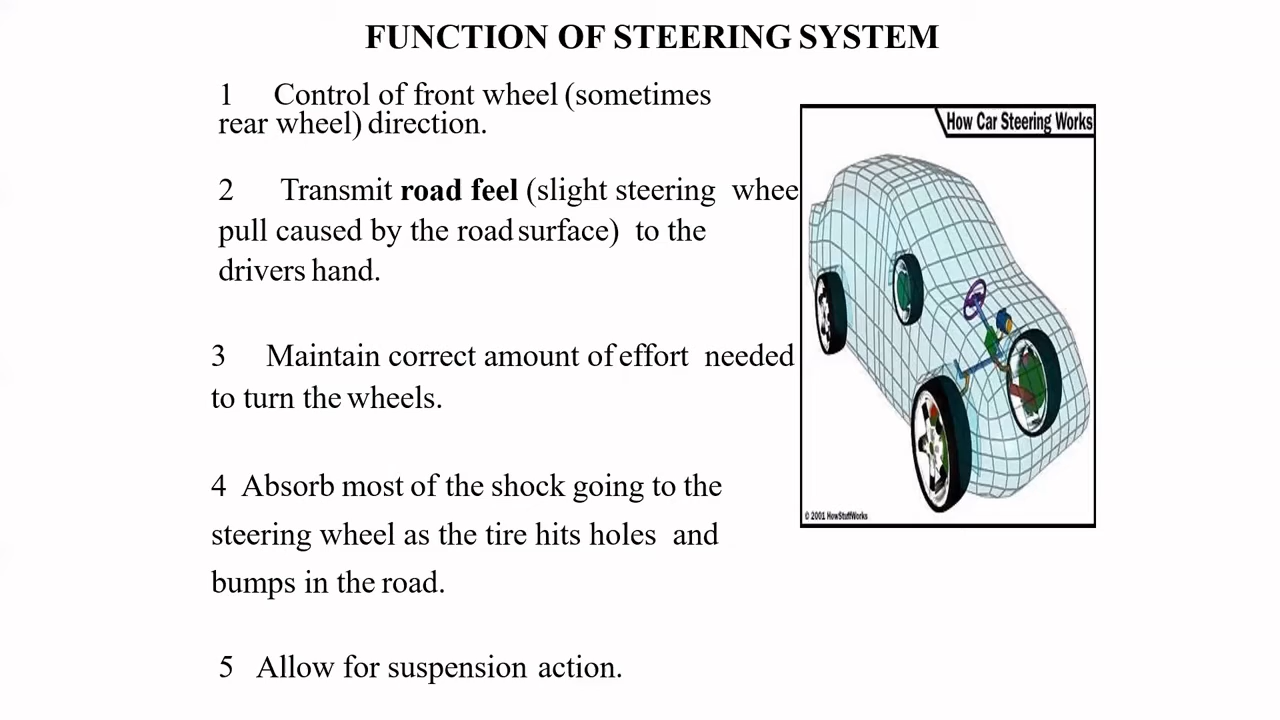 FUNCTION OF STEERING SYSTEM
1 Control of front wheel (sometimes
rear wheel) direction.
2 Transmit road feel (slight steering whee
pull caused by the road surface) to the
drivers hand.
3 Maintain correct amount of effort needed
to turn the wheels.
4 Absorb most of the shock going to the
steering wheel as the tire hits holes and
bumps in the road.
5 Allow for suspension action.
How Car Steering Works
© 2001 HowStuffWorks